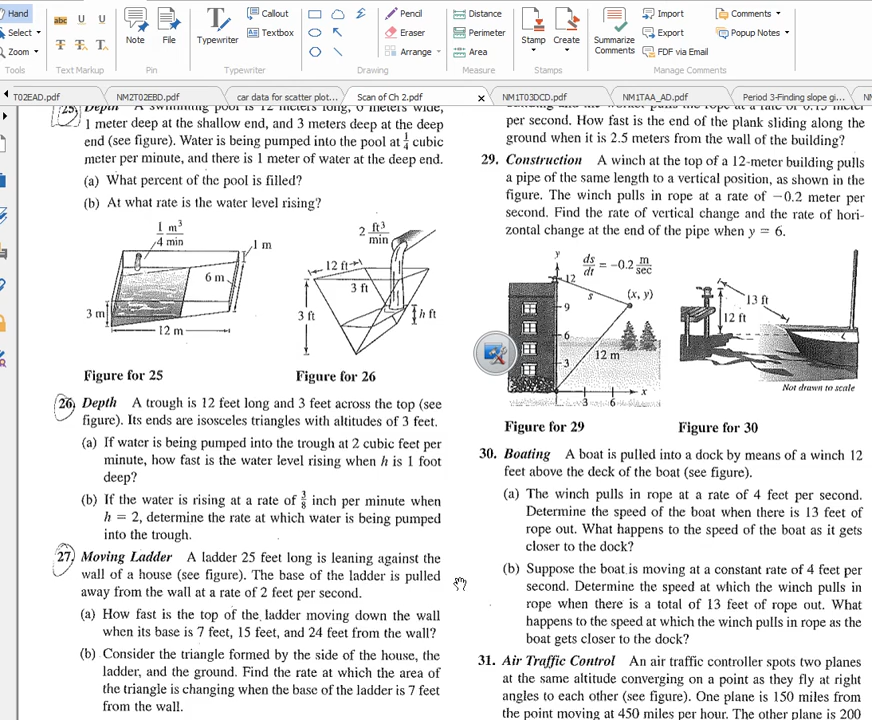 Hand
Select
Zoom
Tools
abc U U
T T T
Text Markup
Note
File
Pin
Typewriter
Callout
Textbox
Typewriter
Drawing
Pencil
Eraser
Arrange
Distance
Perimeter
Area
Measure
Stamp
Create
Stamps
Summarize
Comments
Import
Export
FDF via Email
Comments
Popup Notes
Manage Comments
T02EAD.pdf
NM2T02EBD.pdf
car data for scatter plot...
Scan of Ch 2.pdf
NM1T03DCD.pdf
NM1TAA_AD.pdf
Period 3-Finding slope gi...
NM
25. Depth A swimming pool is 12 meters long, 6 meters wide,
1 meter deep at the shallow end, and 3 meters deep at the deep
end (see figure). Water is being pumped into the pool at 1/4 cubic
meter per minute, and there is 1 meter of water at the deep end.
(a) What percent of the pool is filled?
(b) At what rate is the water level rising?
1 m³
4 min
1 m
6 m
3 m
12 m
2 ft³
min
12 ft
3 ft
3 ft
h ft
Figure for 25
Figure for 26
26. Depth A trough is 12 feet long and 3 feet across the top (see
figure). Its ends are isosceles triangles with altitudes of 3 feet.
(a) If water is being pumped into the trough at 2 cubic feet per
minute, how fast is the water level rising when h is 1 foot
deep?
(b) If the water is rising at a rate of 3/8 inch per minute when
h = 2, determine the rate at which water is being pumped
into the trough.
27. Moving Ladder A ladder 25 feet long is leaning against the
wall of a house (see figure). The base of the ladder is pulled
away from the wall at a rate of 2 feet per second.
(a) How fast is the top of the ladder moving down the wall
when its base is 7 feet, 15 feet, and 24 feet from the wall?
(b) Consider the triangle formed by the side of the house, the
ladder, and the ground. Find the rate at which the area of
the triangle is changing when the base of the ladder is 7 feet
from the wall.
pulls the rope at a rate of 0.15 meter
per second. How fast is the end of the plank sliding along the
ground when it is 2.5 meters from the wall of the building?
29. Construction A winch at the top of a 12-meter building pulls
a pipe of the same length to a vertical position, as shown in the
figure. The winch pulls in rope at a rate of −0.2 meter per
second. Find the rate of vertical change and the rate of hori-
zontal change at the end of the pipe when y = 6.
y
ds/dt = −0.2 m/sec
12
s
(x, y)
9
6
3
12 m
x
3 6
13 ft
12 ft
Not drawn to scale
Figure for 29
Figure for 30
30. Boating A boat is pulled into a dock by means of a winch 12
feet above the deck of the boat (see figure).
(a) The winch pulls in rope at a rate of 4 feet per second.
Determine the speed of the boat when there is 13 feet of
rope out. What happens to the speed of the boat as it gets
closer to the dock?
(b) Suppose the boat is moving at a constant rate of 4 feet per
second. Determine the speed at which the winch pulls in
rope when there is a total of 13 feet of rope out. What
happens to the speed at which the winch pulls in rope as the
boat gets closer to the dock?
31. Air Traffic Control An air traffic controller spots two planes
at the same altitude converging on a point as they fly at right
angles to each other (see figure). One plane is 150 miles from
the point moving at 450 miles per hour. The other plane is 200